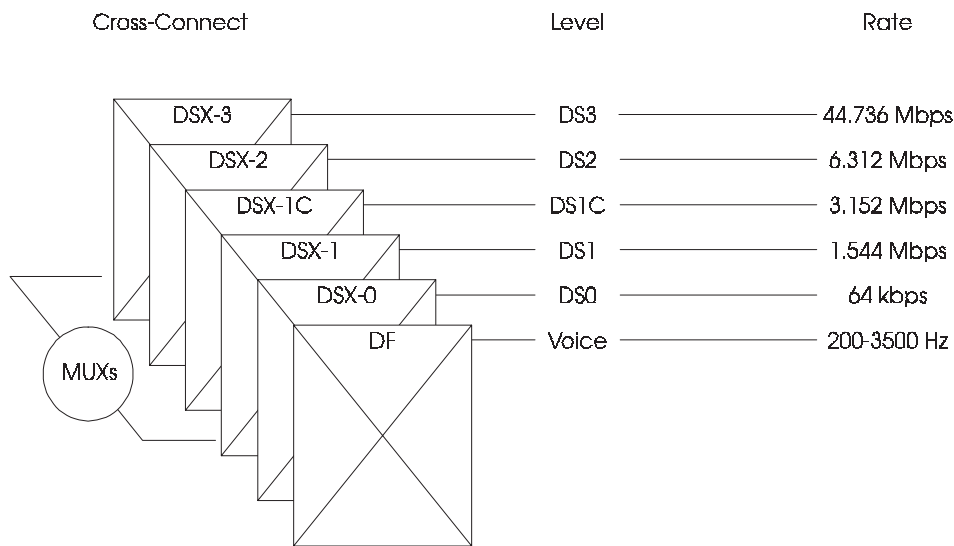 Cross-Connect Level Rate
DSX-3 DS3 44.736 Mbps
DSX-2 DS2 6.312 Mbps
DSX-1C DS1C 3.152 Mbps
DSX-1 DS1 1.544 Mbps
DSX-0 DS0 64 kbps
DF Voice 200-3500 Hz
MUXs